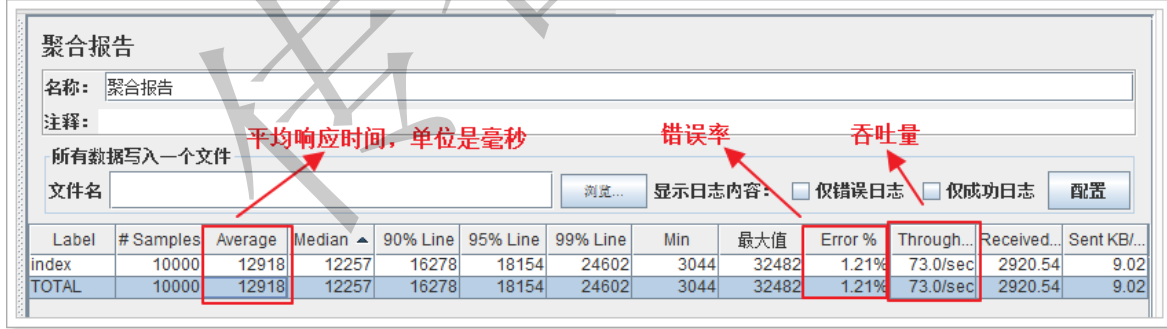 聚合报告
名称： 聚合报告
注释：
平均响应时间，单位是毫秒 错误率 吞吐量
所有数据写入一个文件
文件名 浏览... 显示日志内容： 仅错误日志 仅成功日志 配置
Label # Samples Average Median 90% Line 95% Line 99% Line Min 最大值 Error % Through... Received... Sent KB/...
index 10000 12918 12257 16278 18154 24602 3044 32482 1.21% 73.0/sec 2920.54 9.02
TOTAL 10000 12918 12257 16278 18154 24602 3044 32482 1.21% 73.0/sec 2920.54 9.02